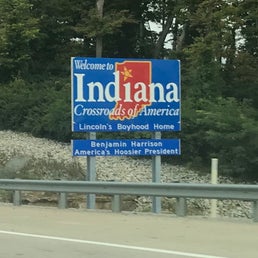 Welcome to
Indiana
Crossroads of America
Lincoln's Boyhood Home
Benjamin Harrison
America's Hoosier President